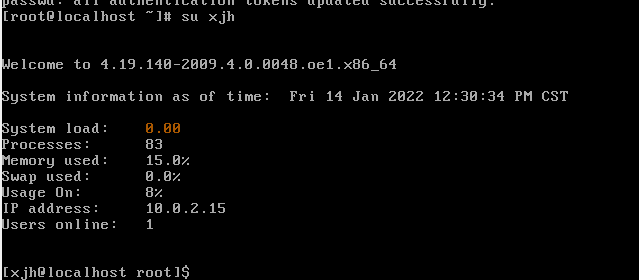 passwd: all authentication tokens updated successfully.
[root@localhost ~]# su xjh
Welcome to 4.19.140-2009.4.0.0048.oe1.x86_64
System information as of time:  Fri 14 Jan 2022 12:30:34 PM CST
System load:    0.00
Processes:      83
Memory used:    15.0%
Swap used:      0.0%
Usage On:       8%
IP address:     10.0.2.15
Users online:   1
[xjh@localhost root]$